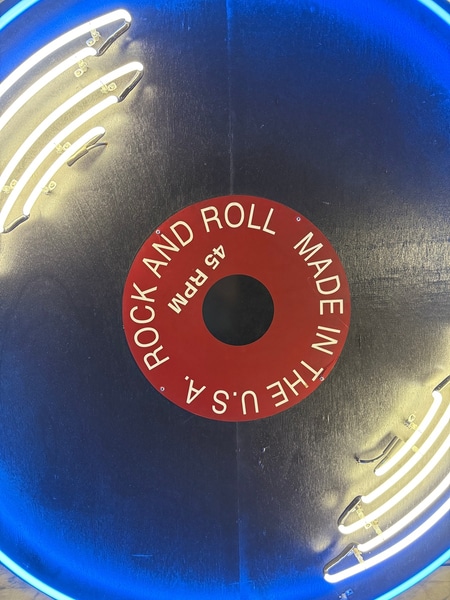 ROCK AND ROLL
MADE IN THE U.S.A.
45 RPM